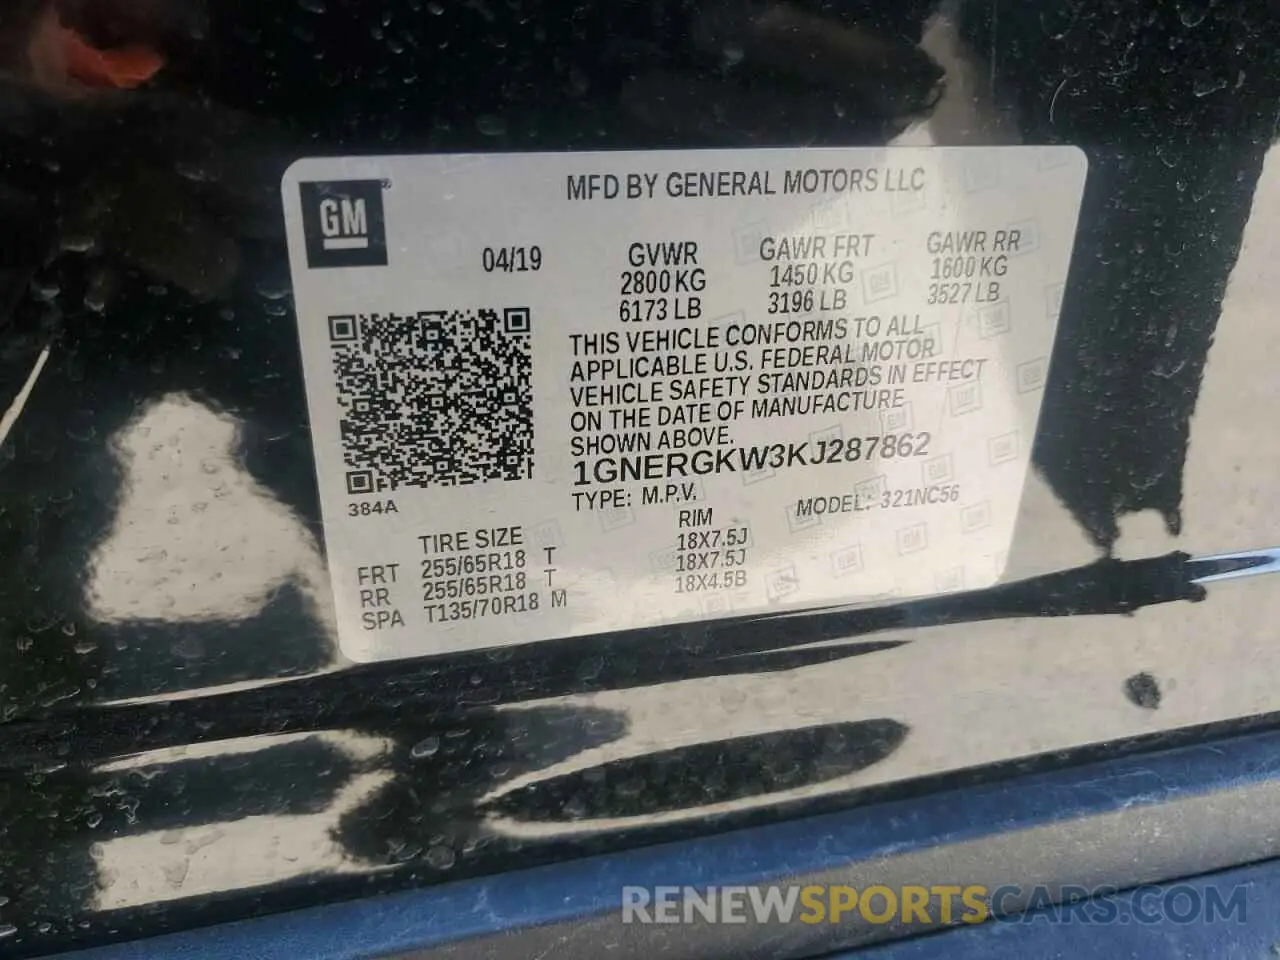 GM
MFD BY GENERAL MOTORS LLC
04/19
GVWR GAWR FRT GAWR RR
2800 KG 1450 KG 1600 KG
6173 LB 3196 LB 3527 LB
THIS VEHICLE CONFORMS TO ALL
APPLICABLE U.S. FEDERAL MOTOR
VEHICLE SAFETY STANDARDS IN EFFECT
ON THE DATE OF MANUFACTURE
SHOWN ABOVE.
1GNERGKW3KJ287862
TYPE: M.P.V. MODEL: 321NC56
384A
TIRE SIZE RIM
FRT 255/65R18 T 18X7.5J
RR 255/65R18 T 18X7.5J
SPA T135/70R18 M 18X4.5B
RENEWSPORTSCARS.COM